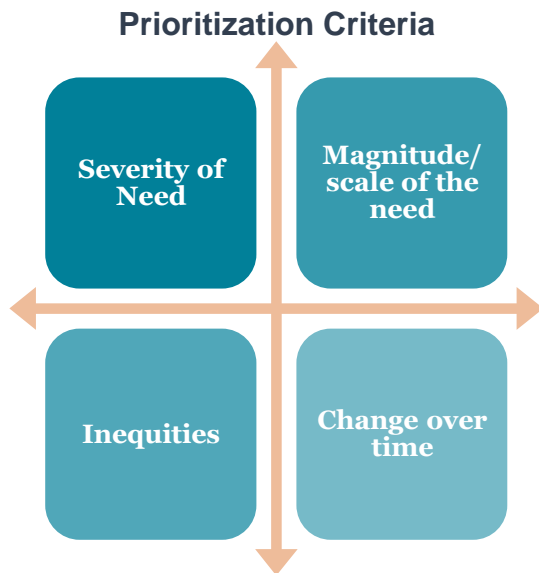 Prioritization Criteria
Severity of
Need
Magnitude/
scale of the
need
Inequities
Change over
time